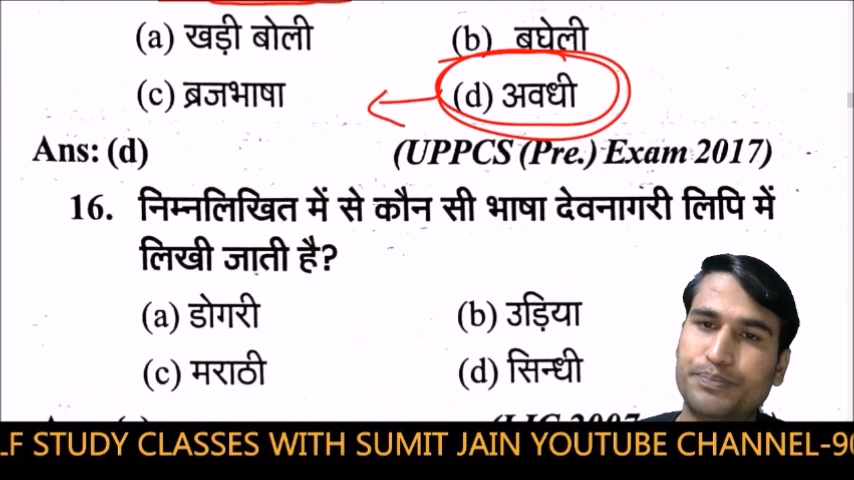 (a) खड़ी बोली (b) बघेली
(c) ब्रजभाषा (d) अवधी
Ans: (d) (UPPCS (Pre.) Exam 2017)
16. निम्नलिखित में से कौन सी भाषा देवनागरी लिपि में
लिखी जाती है?
(a) डोगरी (b) उड़िया
(c) मराठी (d) सिन्धी
LF STUDY CLASSES WITH SUMIT JAIN YOUTUBE CHANNEL-90